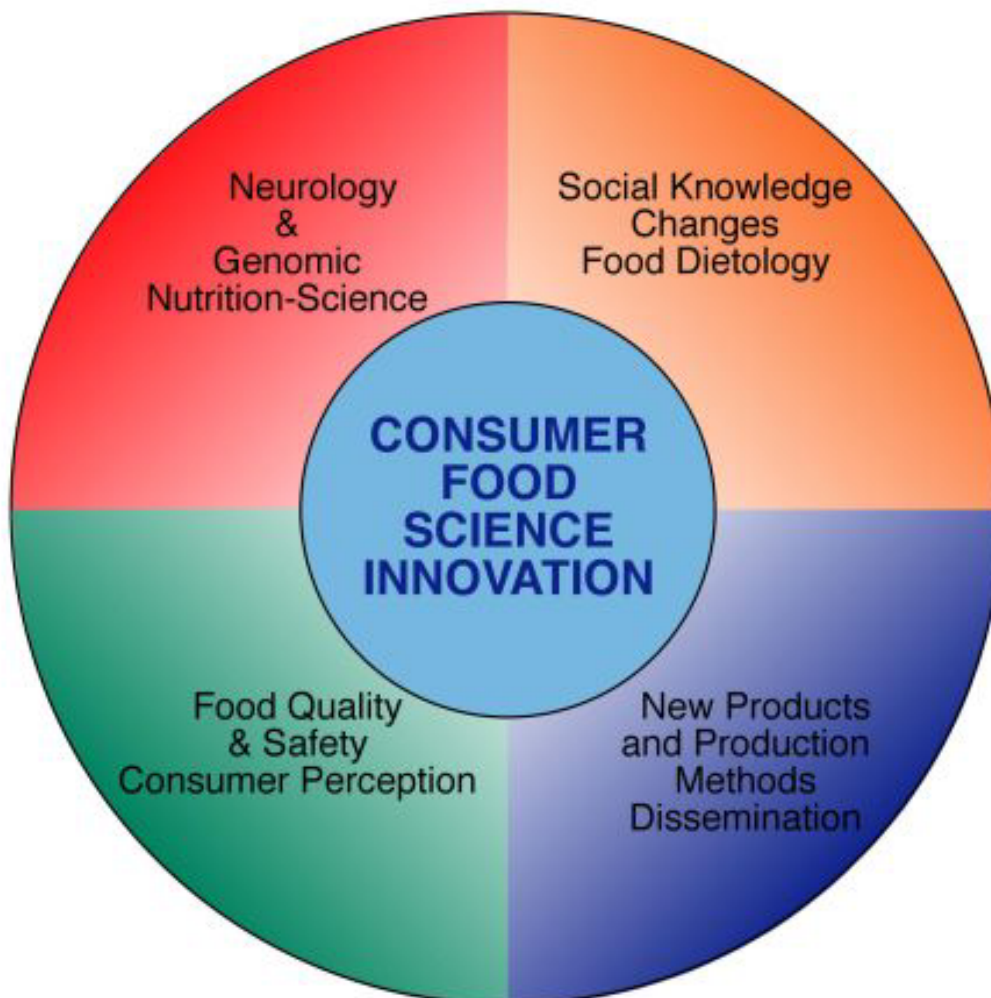 Neurology
&
Genomic
Nutrition-Science
Social Knowledge
Changes
Food Dietology
CONSUMER
FOOD
SCIENCE
INNOVATION
Food Quality
& Safety
Consumer Perception
New Products
and Production
Methods
Dissemination